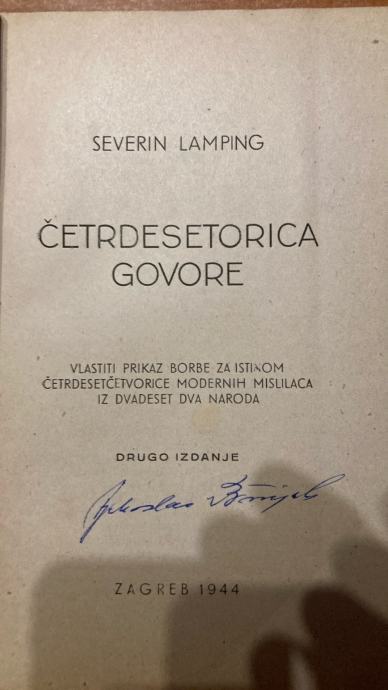 SEVERIN LAMPING
ČETRDESETORICA
GOVORE
VLASTITI PRIKAZ BORBE ZA ISTINOM
ČETRDESETČETVORICE MODERNIH MISLILACA
IZ DVADESET DVA NARODA
DRUGO IZDANJE
ZAGREB 1944